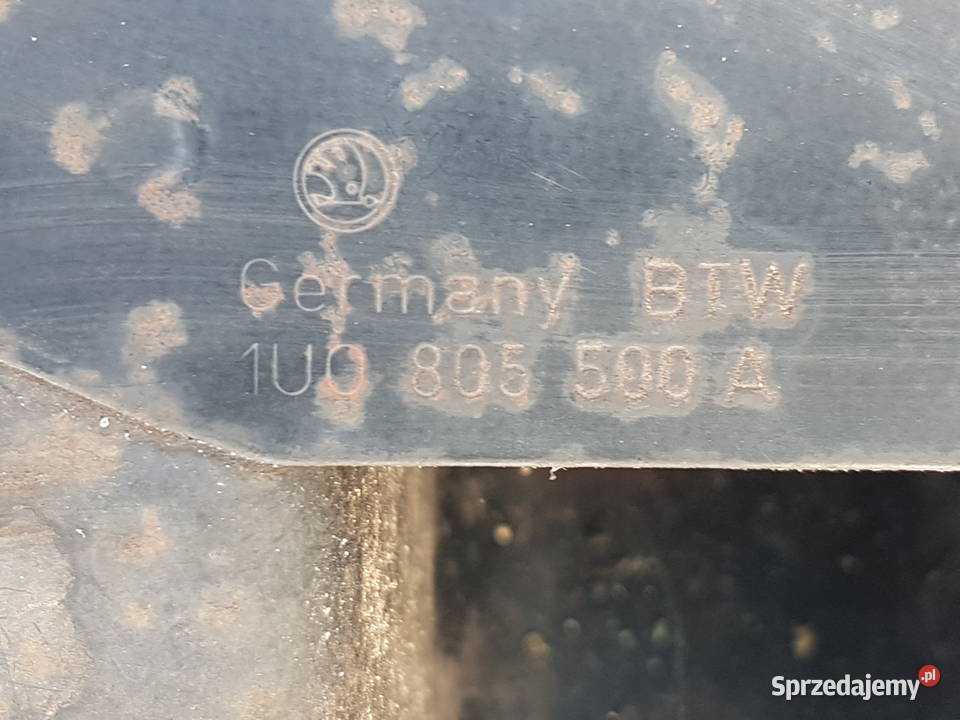 Germany BTW
1U0 805 500 A
Sprzedajemy.pl